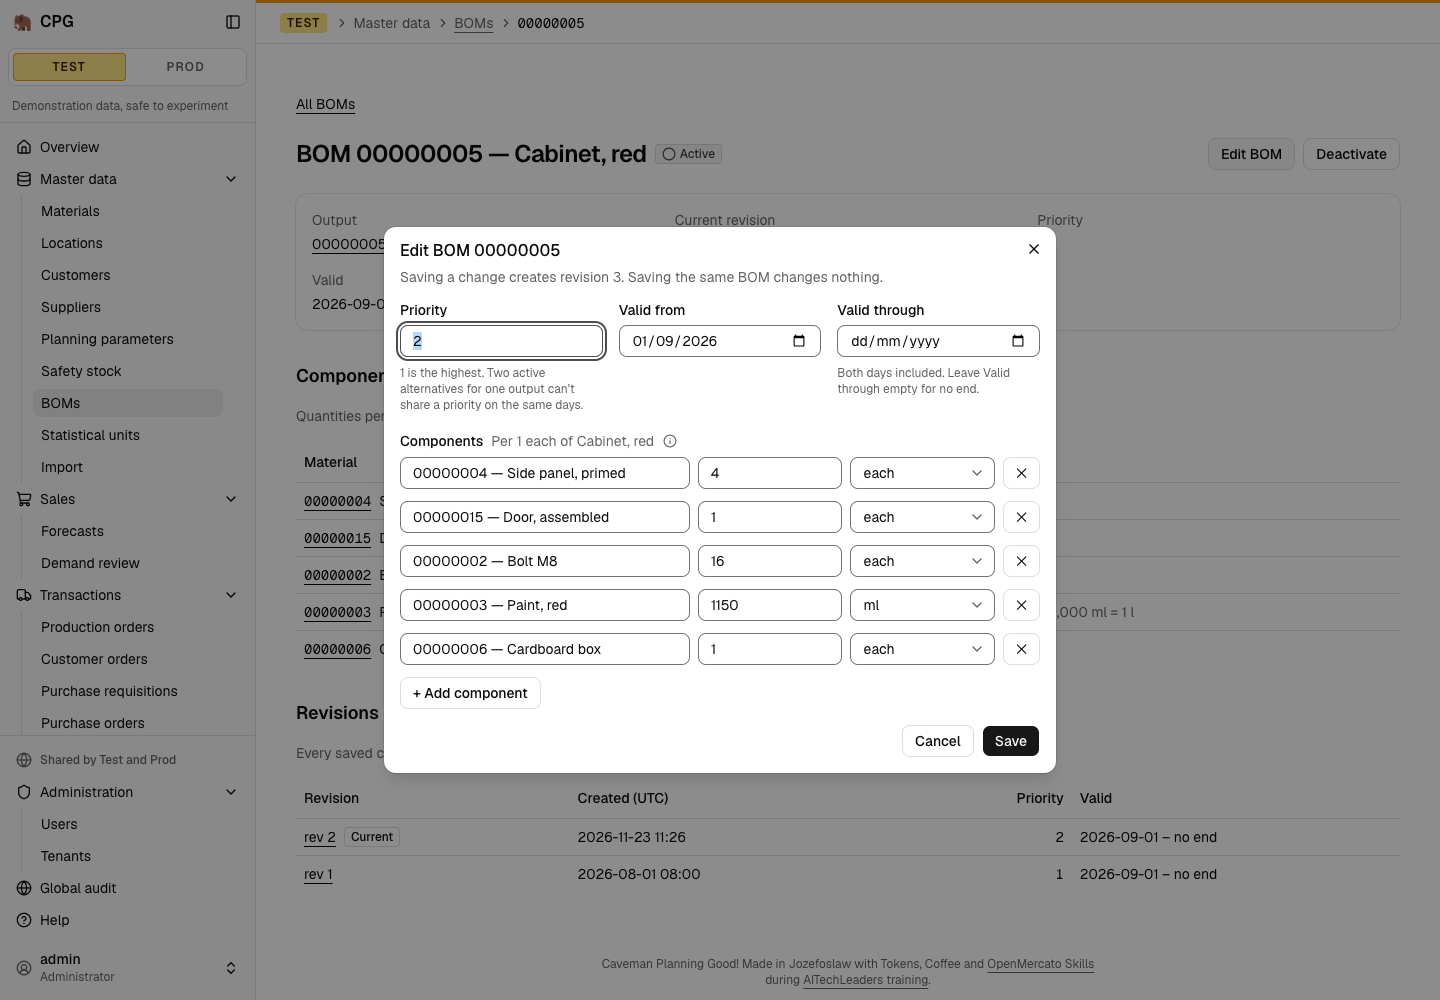 CPG
TEST PROD
Demonstration data, safe to experiment
Overview
Master data
Materials
Locations
Customers
Suppliers
Planning parameters
Safety stock
BOMs
Statistical units
Import
Sales
Forecasts
Demand review
Transactions
Production orders
Customer orders
Purchase requisitions
Purchase orders
Shared by Test and Prod
Administration
Users
Tenants
Global audit
Help
admin
Administrator
TEST > Master data > BOMs > 00000005
All BOMs
BOM 00000005 — Cabinet, red Active
Edit BOM Deactivate
Output Current revision Priority
00000005
Valid
2026-09-0
Edit BOM 00000005
Saving a change creates revision 3. Saving the same BOM changes nothing.
Priority Valid from Valid through
2 01/09/2026 dd/mm/yyyy
1 is the highest. Two active
alternatives for one output can't
share a priority on the same days.
Both days included. Leave Valid
through empty for no end.
Components Per 1 each of Cabinet, red
00000004 — Side panel, primed 4 each
00000015 — Door, assembled 1 each
00000002 — Bolt M8 16 each
00000003 — Paint, red 1150 ml
00000006 — Cardboard box 1 each
+ Add component
Cancel Save
Componen
Quantities per
Material
00000004 S
00000015 D
00000002
00000003 ,000 ml = 1 l
00000006
Revisions
Every saved c
Revision Created (UTC) Priority Valid
rev 2 Current 2026-11-23 11:26 2 2026-09-01 – no end
rev 1 2026-08-01 08:00 1 2026-09-01 – no end
Caveman Planning Good! Made in Jozefoslaw with Tokens, Coffee and OpenMercato Skills
during AITechLeaders training.